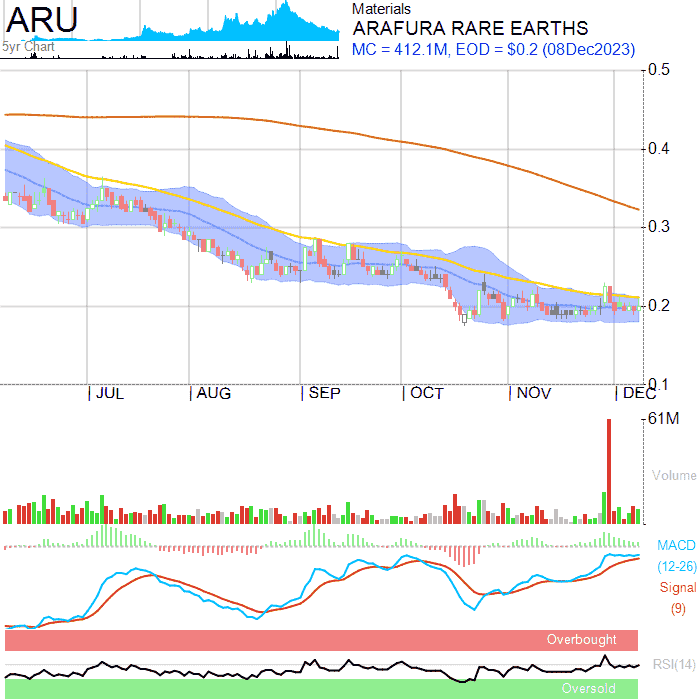 ARU
5yr Chart
Materials
ARAFURA RARE EARTHS
MC = 412.1M, EOD = $0.2 (08Dec2023)
0.5
0.4
0.3
0.2
0.1
JUL
AUG
SEP
OCT
NOV
DEC
61M
Volume
MACD
(12-26)
Signal
(9)
Overbought
RSI(14)
Oversold